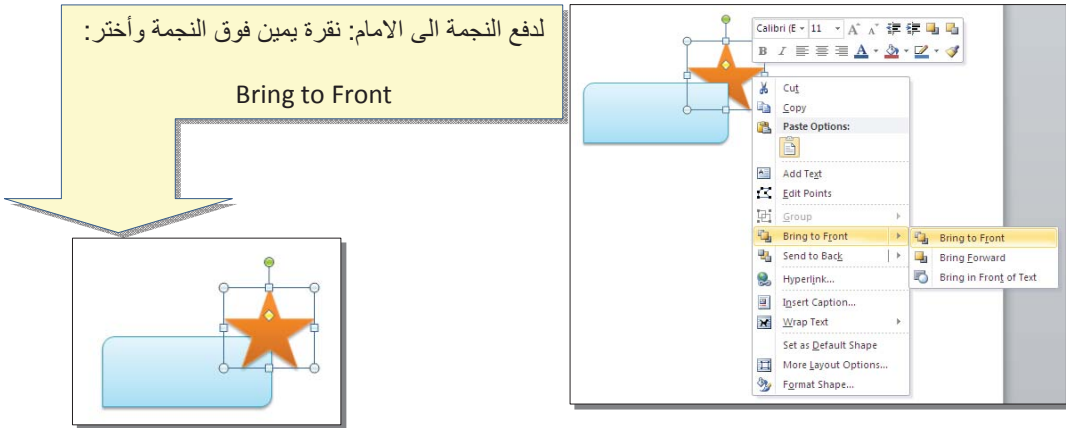 لدفع النجمة الى الامام: نقرة يمين فوق النجمة وأختر:
Bring to Front
Calibri (E 11 A A
B I A
Cut
Copy
Paste Options:
Add Text
Edit Points
Group
Bring to Front
Send to Back
Hyperlink...
Insert Caption...
Wrap Text
Set as Default Shape
More Layout Options...
Format Shape...
Bring to Front
Bring Forward
Bring in Front of Text